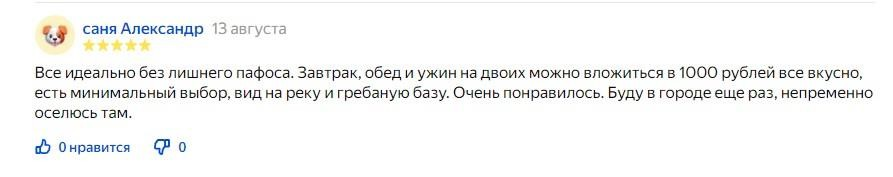 саня Александр 13 августа
Все идеально без лишнего пафоса. Завтрак, обед и ужин на двоих можно вложиться в 1000 рублей все вкусно,
есть минимальный выбор, вид на реку и гребаную базу. Очень понравилось. Буду в городе еще раз, непременно
оселюсь там.
0 нравится 0